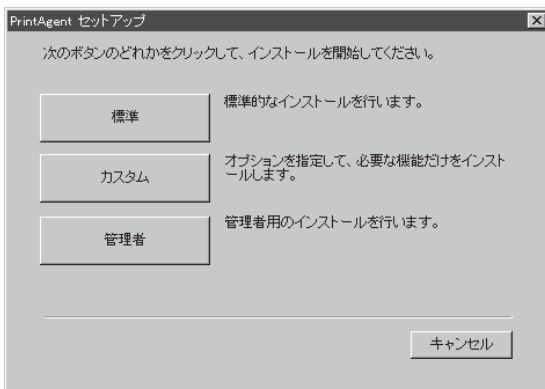 PrintAgent セットアップ
次のボタンのどれかをクリックして、インストールを開始してください。
標準
標準的なインストールを行います。
カスタム
オプションを指定して、必要な機能だけをインスト
ールします。
管理者
管理者用のインストールを行います。
キャンセル